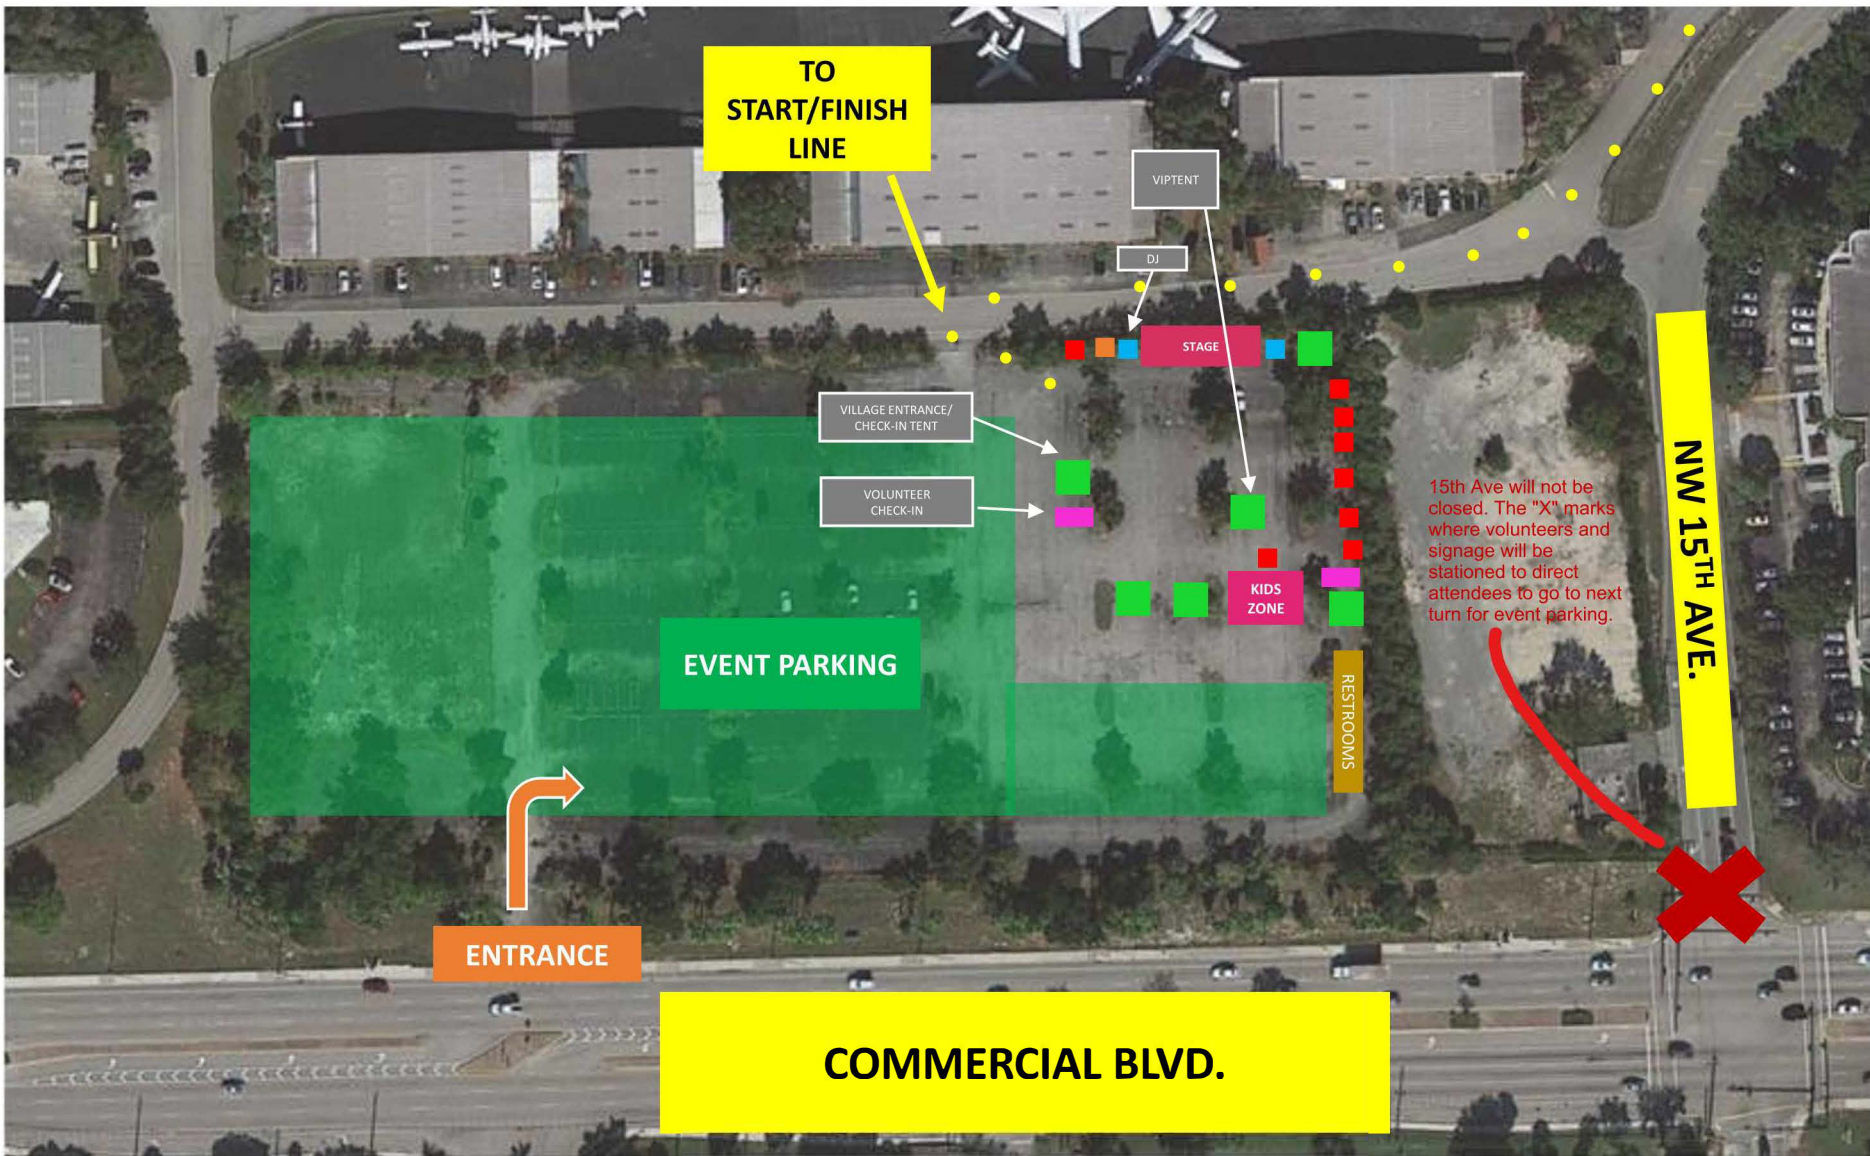 TO
START/FINISH
LINE
VIPTENT
DJ
STAGE
VILLAGE ENTRANCE/
CHECK-IN TENT
VOLUNTEER
CHECK-IN
15th Ave will not be
closed. The "X" marks
where volunteers and
signage will be
stationed to direct
attendees to go to next
turn for event parking.
NW 15TH AVE.
KIDS
ZONE
EVENT PARKING
RESTROOMS
ENTRANCE
COMMERCIAL BLVD.